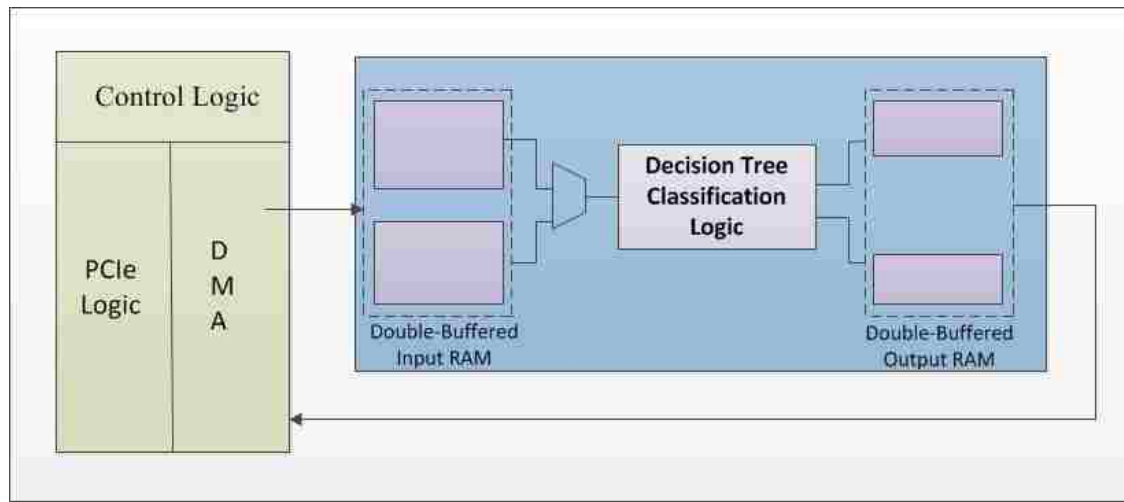 Control Logic
PCIe
Logic
D
M
A
Double-Buffered
Input RAM
Decision Tree
Classification
Logic
Double-Buffered
Output RAM